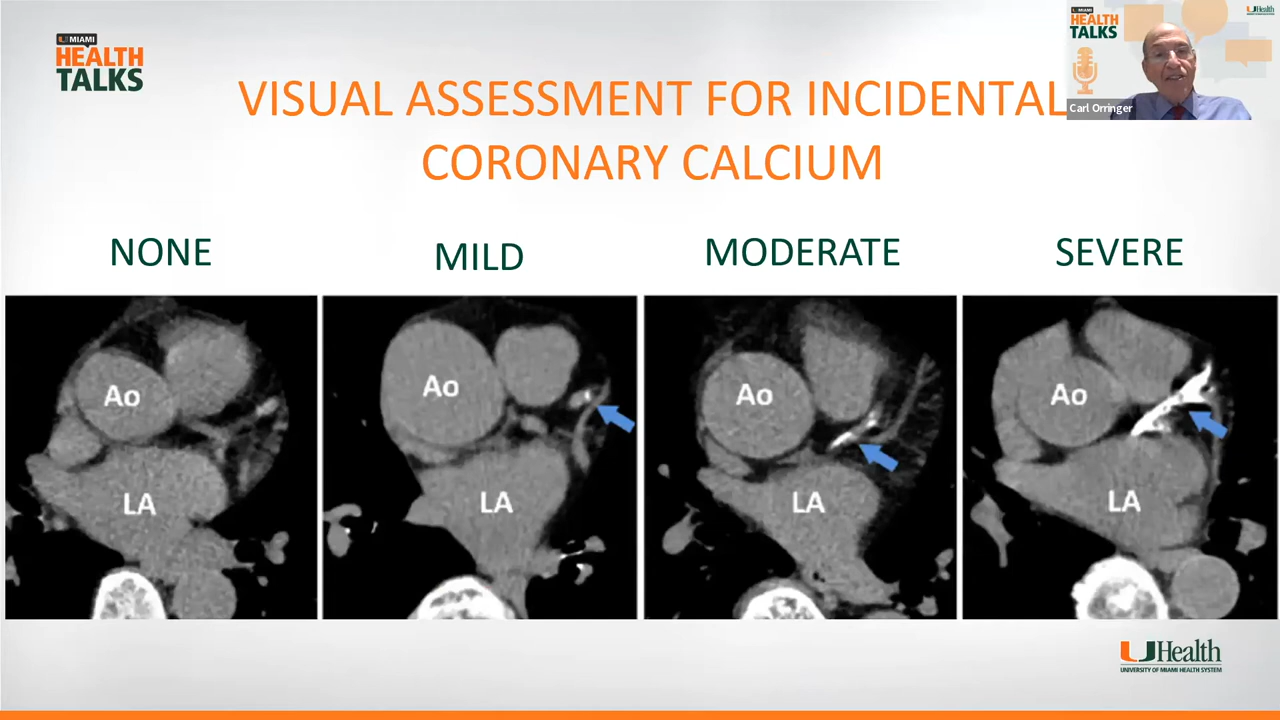 U MIAMI
HEALTH
TALKS
U MIAMI
HEALTH
TALKS
UHealth
Carl Orringer
VISUAL ASSESSMENT FOR INCIDENTAL
CORONARY CALCIUM
NONE
MILD
MODERATE
SEVERE
Ao
LA
Ao
LA
Ao
LA
Ao
LA
UHealth
UNIVERSITY OF MIAMI HEALTH SYSTEM